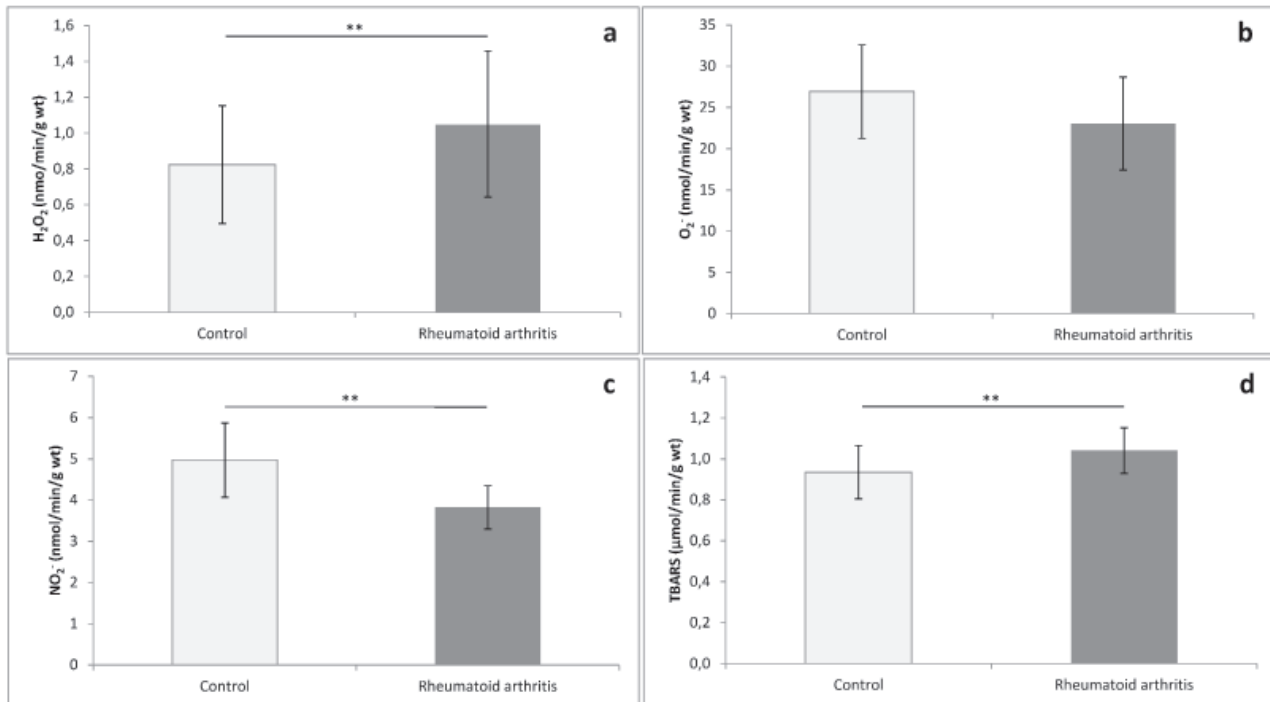 a
**
H₂O₂ (nmo/min/g wt)
1,6
1,4
1,2
1,0
0,8
0,6
0,4
0,2
0,0
Control
Rheumatoid arthritis
b
O₂⁻ (nmol/min/g wt)
35
30
25
20
15
10
5
0
Control
Rheumatoid arthritis
c
**
NO₂⁻ (nmol/min/g wt)
7
6
5
4
3
2
1
0
Control
Rheumatoid arthritis
d
**
TBARS (μmol/min/g wt)
1,4
1,2
1,0
0,8
0,6
0,4
0,2
0,0
Control
Rheumatoid arthritis